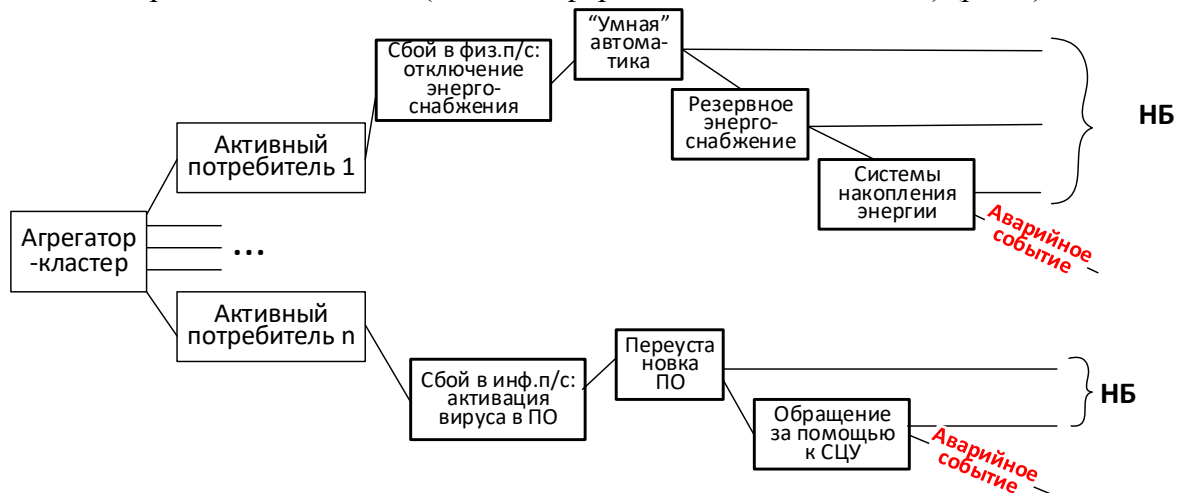 “Умная”
автома-
тика
Сбой в физ.п/с:
отключение
энерго-
снабжения
Резервное
энерго-
снабжение
НБ
Активный
потребитель 1
Системы
накопления
энергии
Аварийное
событие
Агрегатор
-кластер
...
Активный
потребитель n
Переуста
новка
ПО
Сбой в инф.п/с:
активация
вируса в ПО
НБ
Обращение
за помощью
к СЦУ
Аварийное
событие